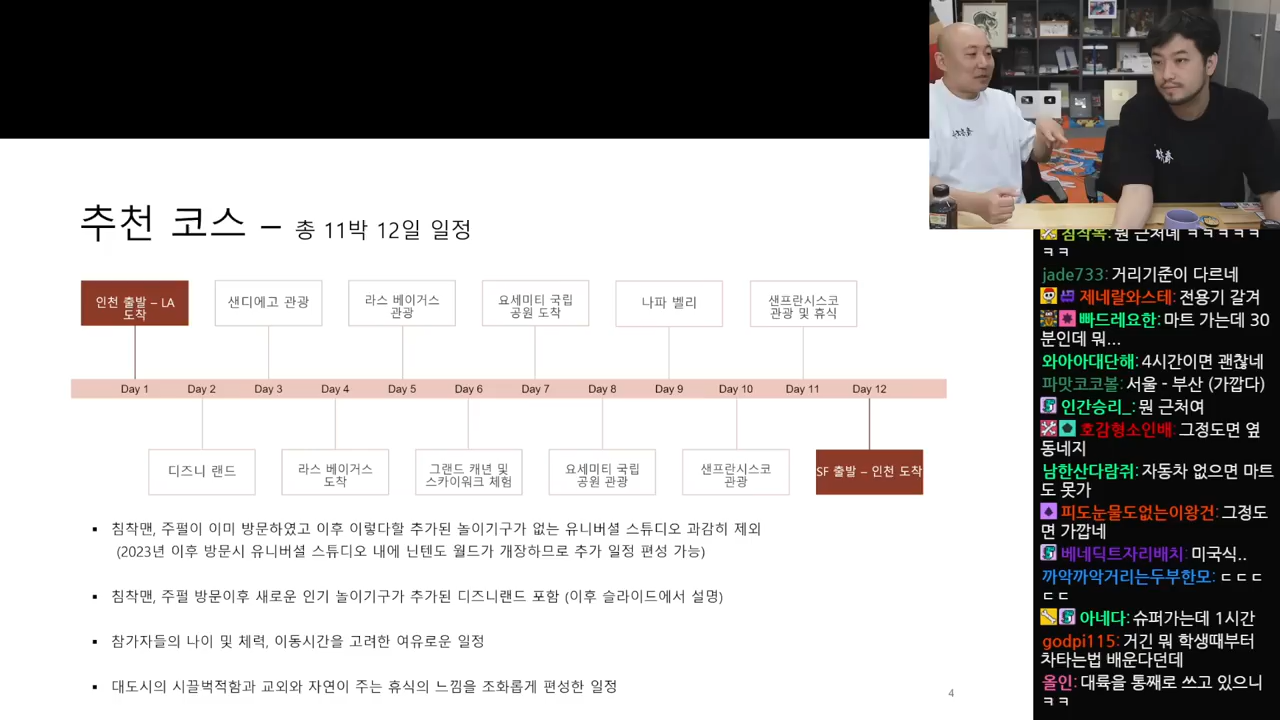 추천 코스 – 총 11박 12일 일정
인천 출발 – LA
도착
샌디에고 관광
라스 베이거스
관광
요세미티 국립
공원 도착
나파 벨리
샌프란시스코
관광 및 휴식
Day 1 Day 2 Day 3 Day 4 Day 5 Day 6 Day 7 Day 8 Day 9 Day 10 Day 11 Day 12
디즈니 랜드
라스 베이거스
도착
그랜드 캐년 및
스카이워크 체험
요세미티 국립
공원 관광
샌프란시스코
관광
SF 출발 – 인천 도착
▪ 침착맨, 주펄이 이미 방문하였고 이후 이렇다할 추가된 놀이기구가 없는 유니버셜 스튜디오 과감히 제외
(2023년 이후 방문시 유니버셜 스튜디오 내에 닌텐도 월드가 개장하므로 추가 일정 편성 가능)
▪ 침착맨, 주펄 방문이후 새로운 인기 놀이기구가 추가된 디즈니랜드 포함 (이후 슬라이드에서 설명)
▪ 참가자들의 나이 및 체력, 이동시간을 고려한 여유로운 일정
▪ 대도시의 시끌벅적함과 교외와 자연이 주는 휴식의 느낌을 조화롭게 편성한 일정
4
뭔 근처네 ㅋㅋㅋㅋㅋ
ㅋㅋ
jade733: 거리기준이 다르네
제네랄와스테: 전용기 갈겨
빠드레요한: 마트 가는데 30
분인데 뭐...
와아아대단해: 4시간이면 괜찮네
파맛코코볼: 서울 - 부산 (가깝다)
인간승리_: 뭔 근처여
호감형소인배: 그정도면 옆
동네지
남한산다람쥐: 자동차 없으면 마트
도 못가
피도눈물도없는이왕건: 그정도
면 가깝네
베네딕트자리배치: 미국식..
까악까악거리는두부한모: ㄷㄷㄷ
ㄷㄷ
아네다: 슈퍼가는데 1시간
godpi115: 거긴 뭐 학생때부터
차타는법 배운다던데
올인: 대륙을 통째로 쓰고 있으니
ㅋㅋ